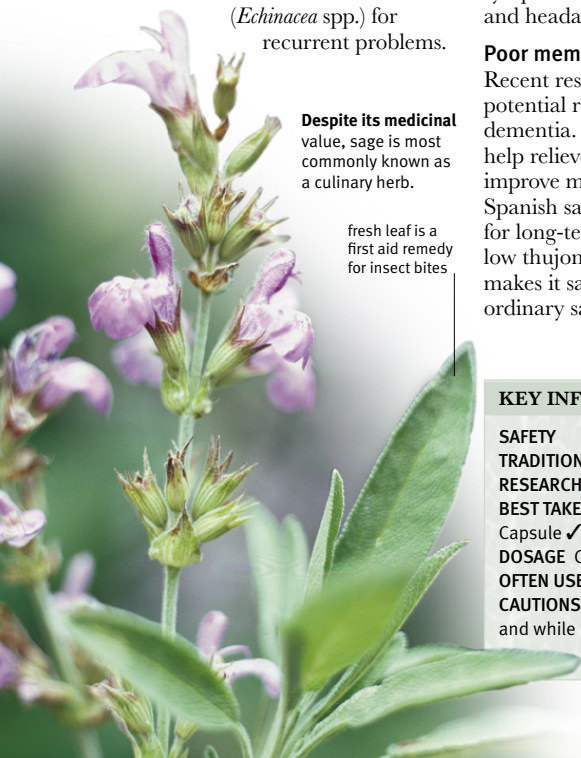 (Echinacea spp.) for
recurrent problems.
Despite its medicinal
value, sage is most
commonly known as
a culinary herb.
fresh leaf is a
first aid remedy
for insect bites
and heada
Poor mem
Recent res
potential r
dementia.
help reliev
improve m
Spanish sa
for long-te
low thujon
makes it sa
ordinary sa
KEY INF
SAFETY
TRADITION
RESEARCH
BEST TAKE
Capsule ✓
DOSAGE
OFTEN USE
CAUTIONS
and while